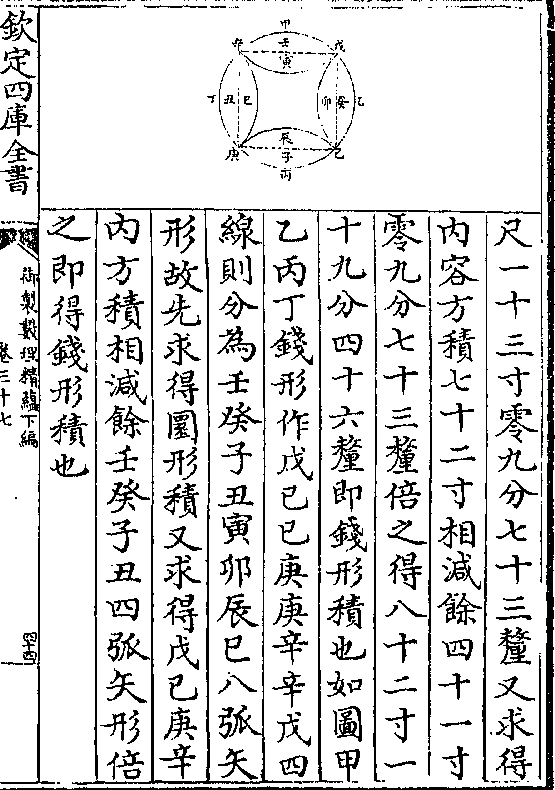 甲
壬
寅
戊
乙
癸
卯
己
辰
子
丙
庚
巳
丑
丁
尺一十三寸零九分七十三釐又求得
内容方積七十二寸相減餘四十一寸
零九分七十三釐倍之得八十二寸一
十九分四十六釐即錢形積也如圖甲
乙丙丁錢形作戊己己庚庚辛辛戊四
線則分為壬癸子丑寅卯辰巳八弧矢
形故先求得圜形積又求得戊己庚辛
内方積相減餘壬癸子丑四弧矢形倍
之即得錢形積也
欽定四庫全書
御製數理精蘊下編
卷三十七